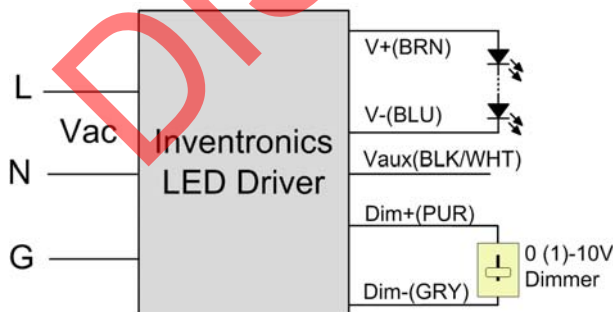 V+(BRN)
L
V-(BLU)
Vac
Inventronics
LED Driver
Vaux(BLK/WHT)
N
Dim+(PUR)
G
0 (1)-10V
Dimmer
Dim-(GRY)